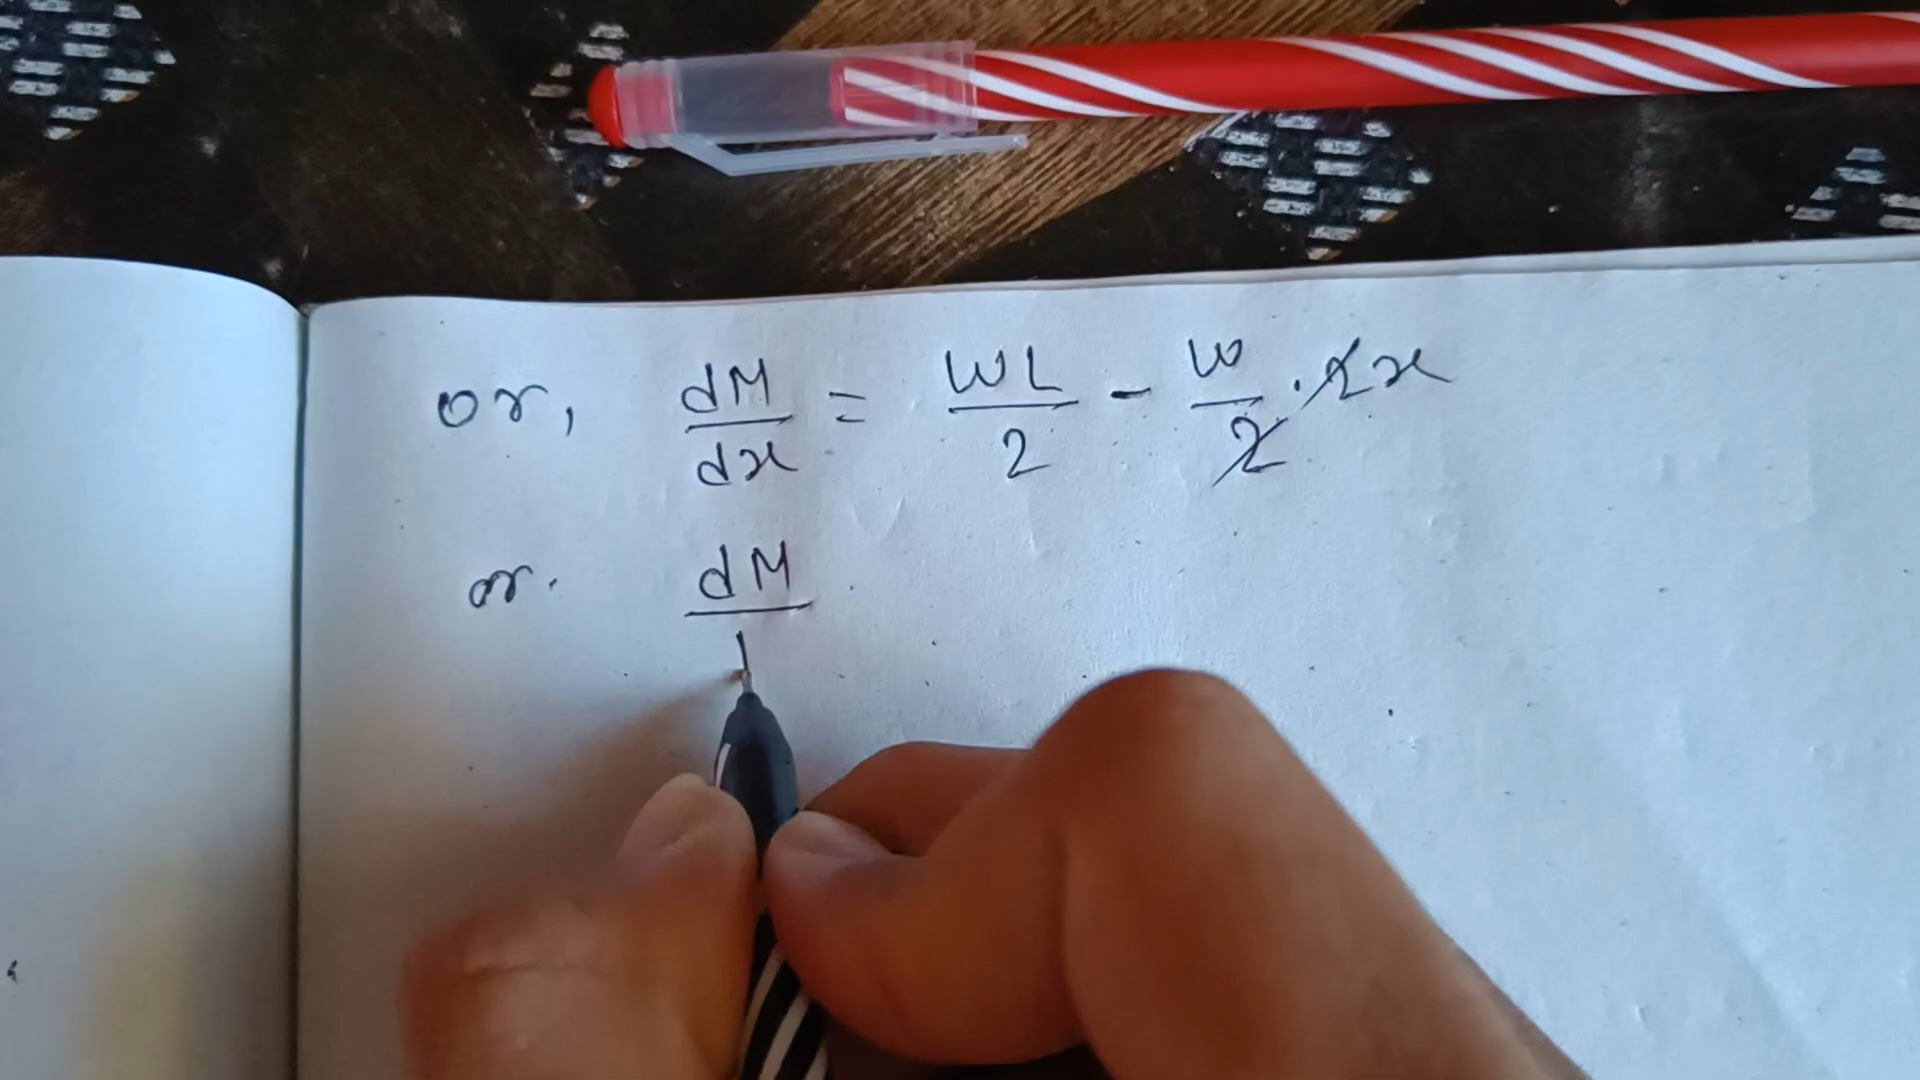 or, dM/dx = WL/2 - W/2 . 2x
or. dM